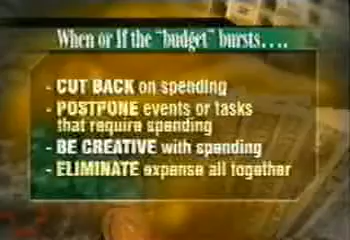 When or If the "budget" bursts....
- CUT BACK on spending
- POSTPONE events or tasks
that require spending
- BE CREATIVE with spending
- ELIMINATE expense all together